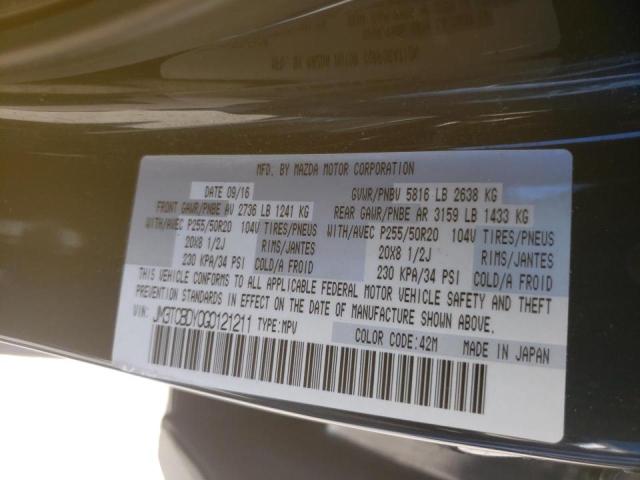 MFD. BY MAZDA MOTOR CORPORATION
DATE 09/16 GVWR/PNBV 5816 LB 2638 KG
FRONT GAWR/PNBE AV 2736 LB 1241 KG REAR GAWR/PNBE AR 3159 LB 1433 KG
WITH/AVEC P255/50R20 104V TIRES/PNEUS WITH/AVEC P255/50R20 104V TIRES/PNEUS
20X8 1/2J RIMS/JANTES 20X8 1/2J RIMS/JANTES
230 KPA/34 PSI COLD/A FROID 230 KPA/34 PSI COLD/A FROID
THIS VEHICLE CONFORMS TO ALL APPLICABLE FEDERAL MOTOR VEHICLE SAFETY AND THEFT
PREVENTION STANDARDS IN EFFECT ON THE DATE OF MANUFACTURE SHOWN ABOVE.
VIN: JM3TCBDY0G0121211 TYPE:MPV
COLOR CODE:42M MADE IN JAPAN